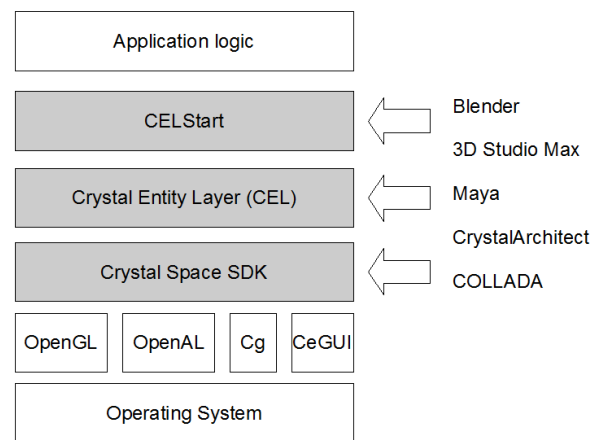 Application logic
CELStart
Crystal Entity Layer (CEL)
Crystal Space SDK
OpenGL
OpenAL
Cg
CeGUI
Operating System
Blender
3D Studio Max
Maya
CrystalArchitect
COLLADA